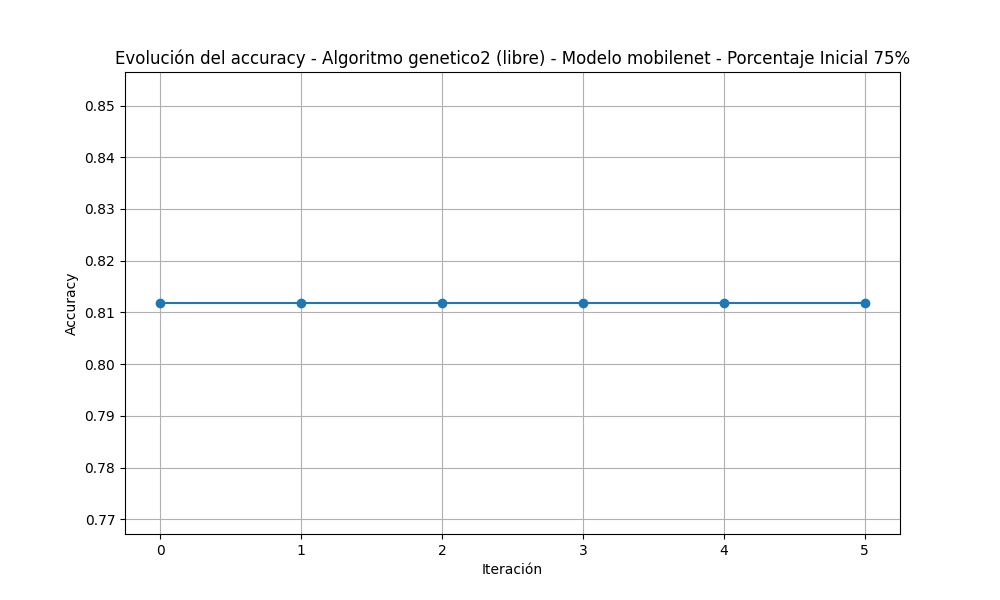 Evolución del accuracy - Algoritmo genetico2 (libre) - Modelo mobilenet - Porcentaje Inicial 75%
0.85
0.84
0.83
0.82
0.81
0.80
0.79
0.78
0.77
Accuracy
0 1 2 3 4 5
Iteración